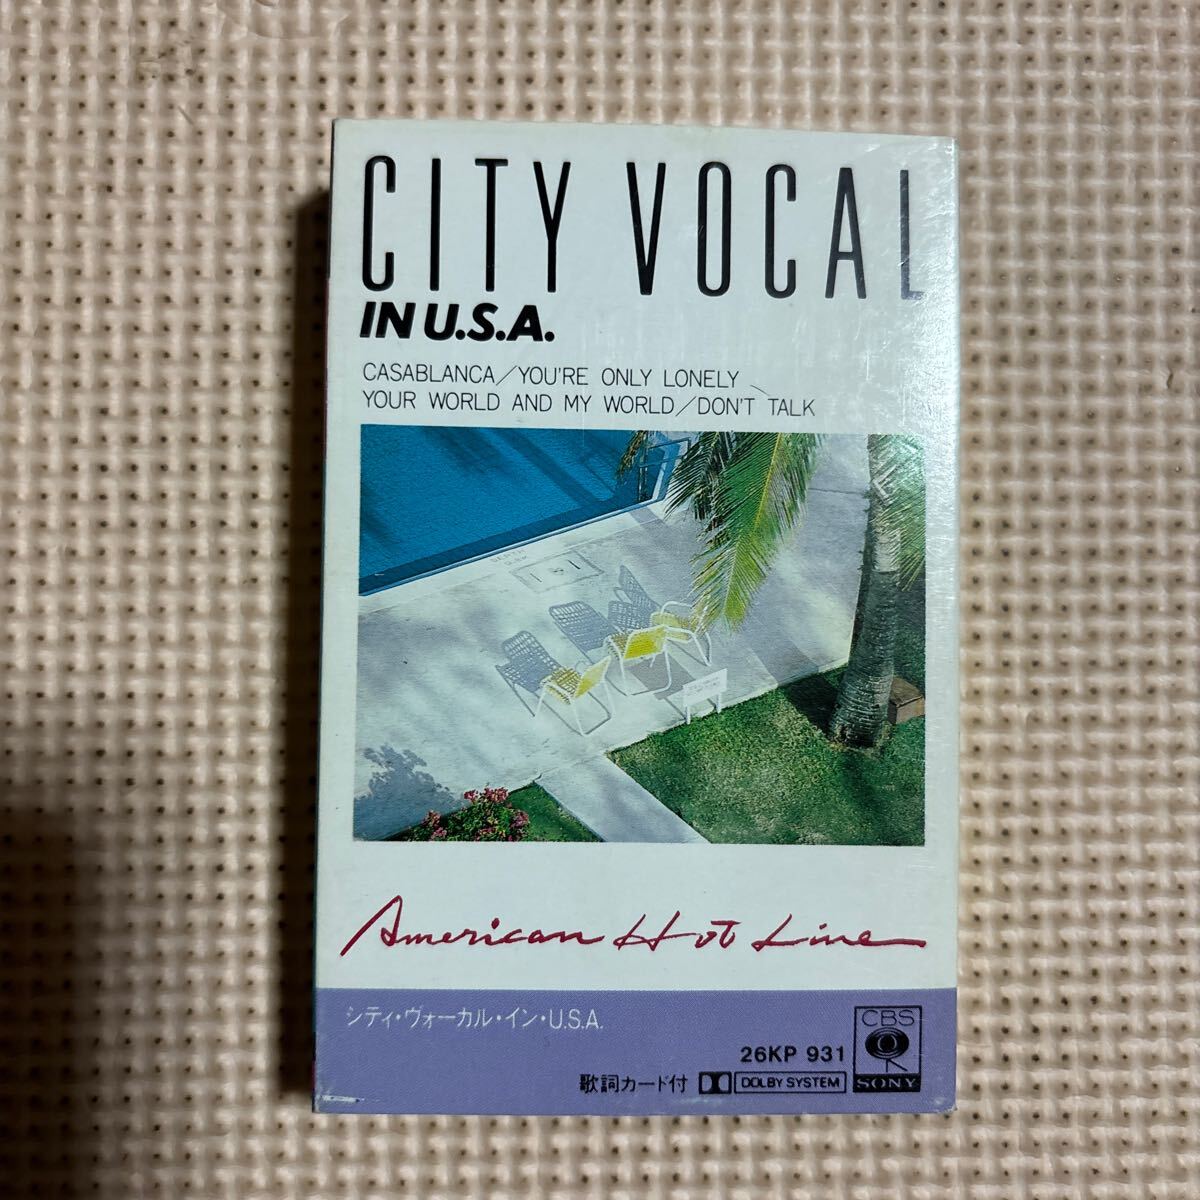 CITY VOCAL
IN U.S.A.
CASABLANCA／YOU'RE ONLY LONELY＼
YOUR WORLD AND MY WORLD／DON'T TALK
DEPTH
American Hot Line
シティ・ヴォーカル・イン・U.S.A.
26KP 931
歌詞カード付
DOLBY SYSTEM
CBS
SONY